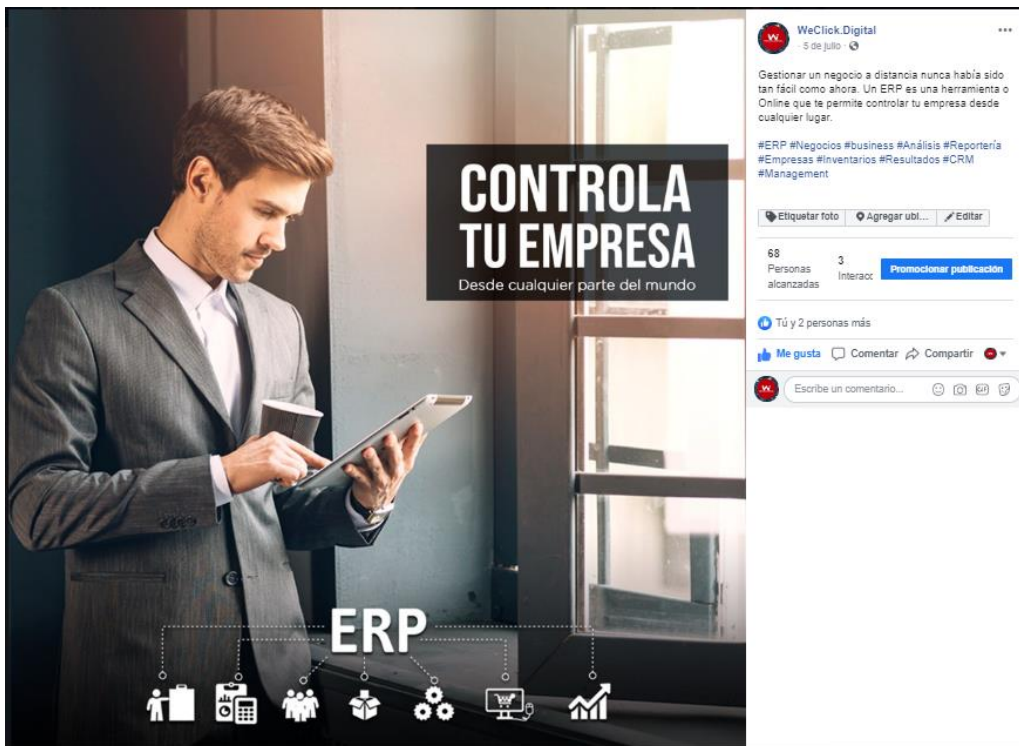 CONTROLA
TU EMPRESA
Desde cualquier parte del mundo
ERP
WeClick.Digital
· 5 de julio ·
Gestionar un negocio a distancia nunca había sido
tan fácil como ahora. Un ERP es una herramienta o
Online que te permite controlar tu empresa desde
cualquier lugar.
#ERP #Negocios #business #Análisis #Reportería
#Empresas #Inventarios #Resultados #CRM
#Management
Etiquetar foto Agregar ubi... Editar
68
Personas
alcanzadas
3
Interacc
Promocionar publicación
Tú y 2 personas más
Me gusta Comentar Compartir
Escribe un comentario... GIF